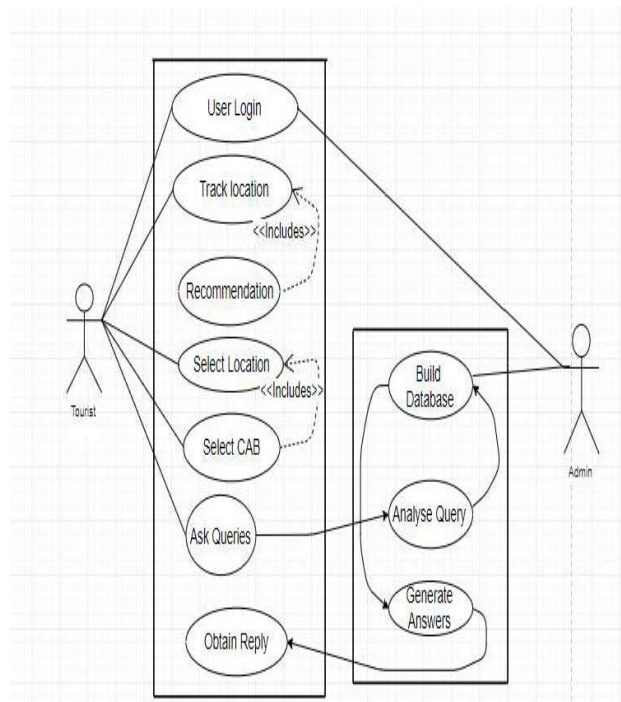 User Login
Track location
<<Includes>>
Recommendation
Select Location
<<Includes>>
Select CAB
Ask Queries
Obtain Reply
Tourist
Build
Database
Analyse Query
Generate
Answers
Admin